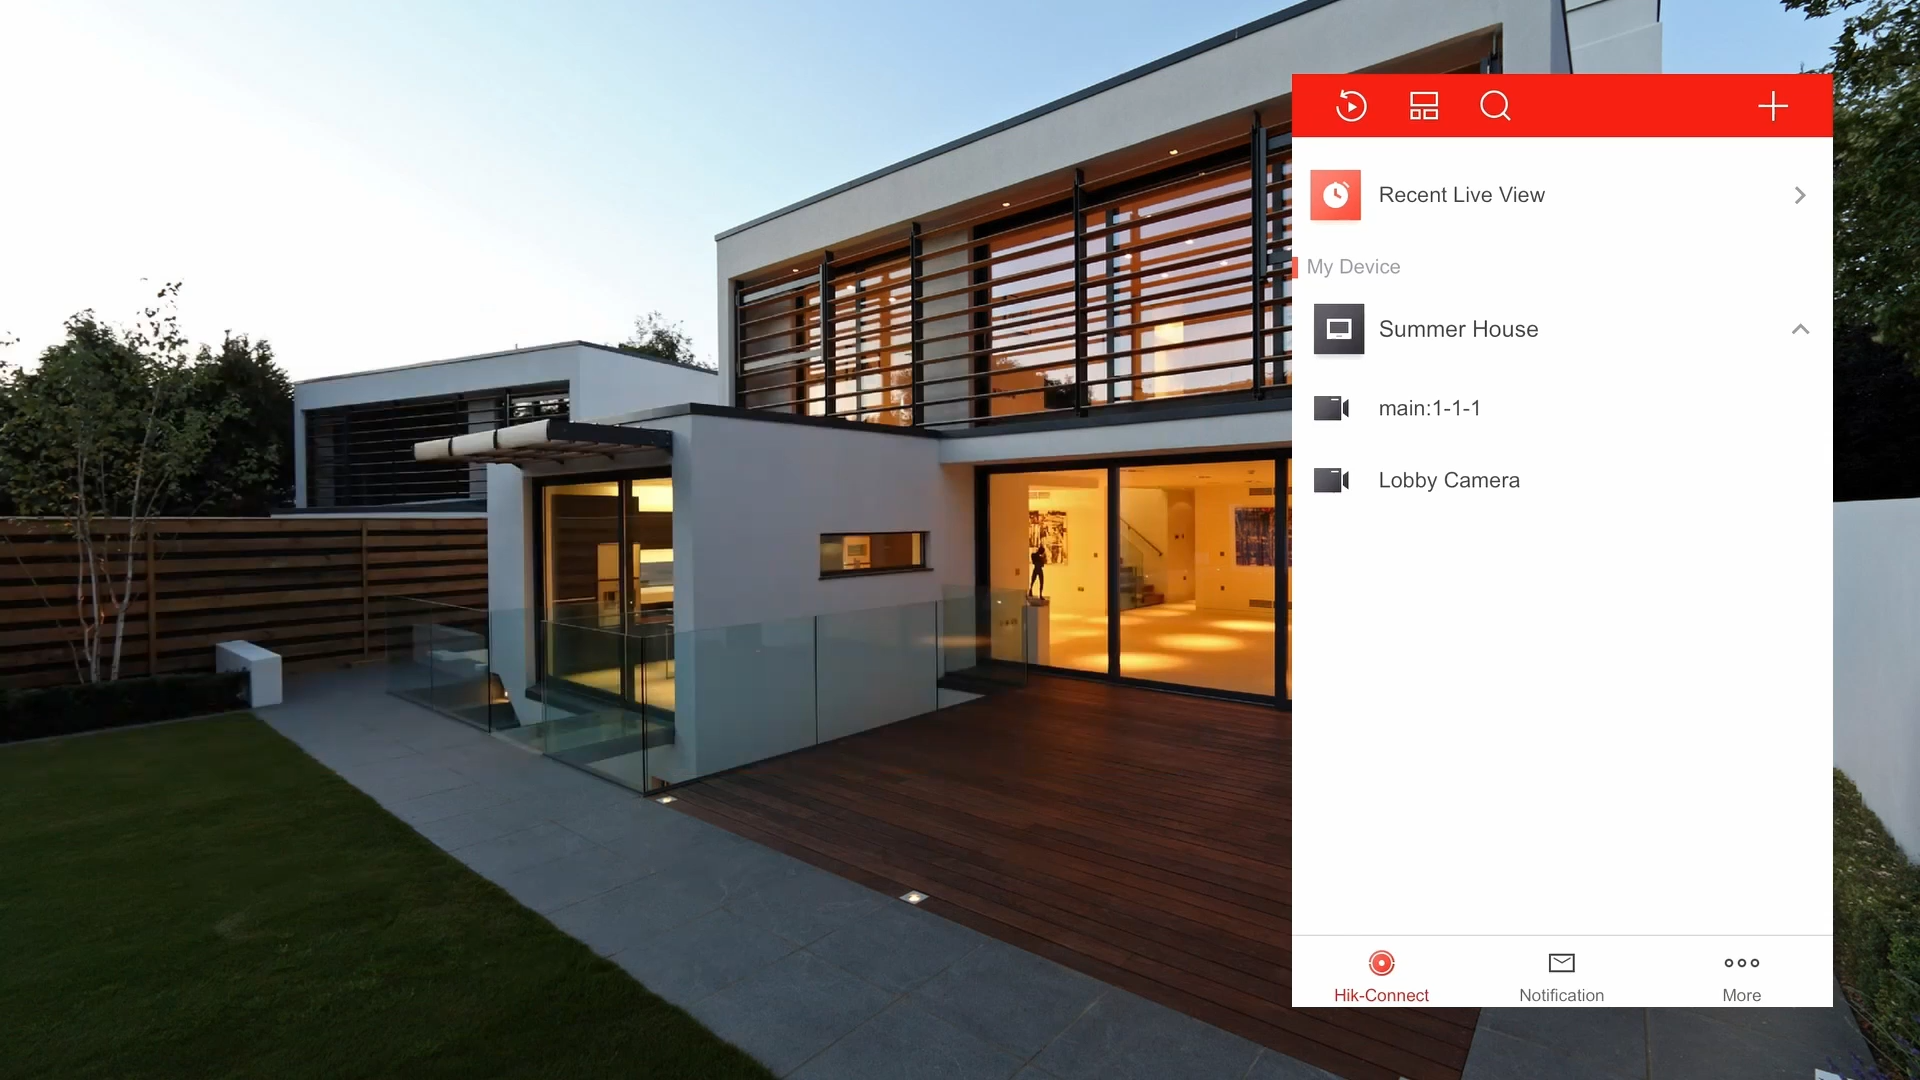 Recent Live View
My Device
Summer House
main:1-1-1
Lobby Camera
Hik-Connect
Notification
More